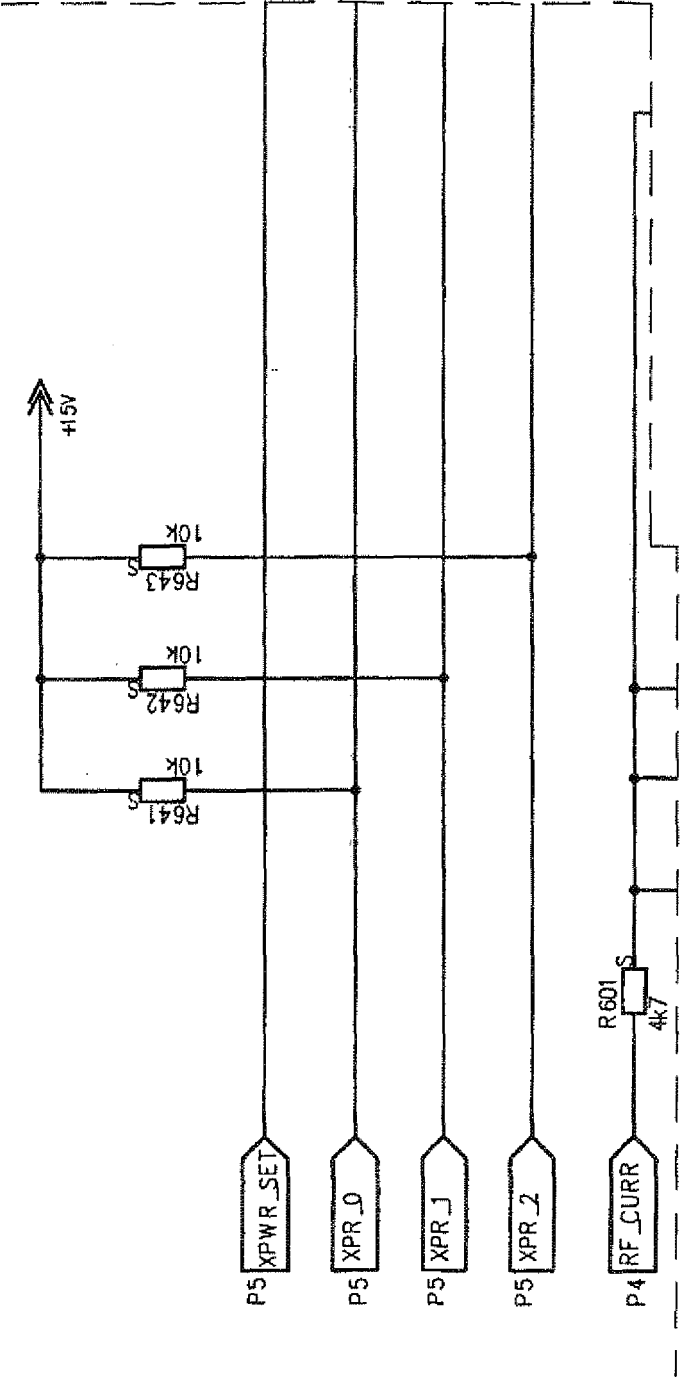 +15V
10k
S
R643
10k
S
R642
10k
S
R641
S
R601
4k7
XPWR_SET
P5
XPR_0
P5
XPR_1
P5
XPR_2
P5
RF_CURR
P4